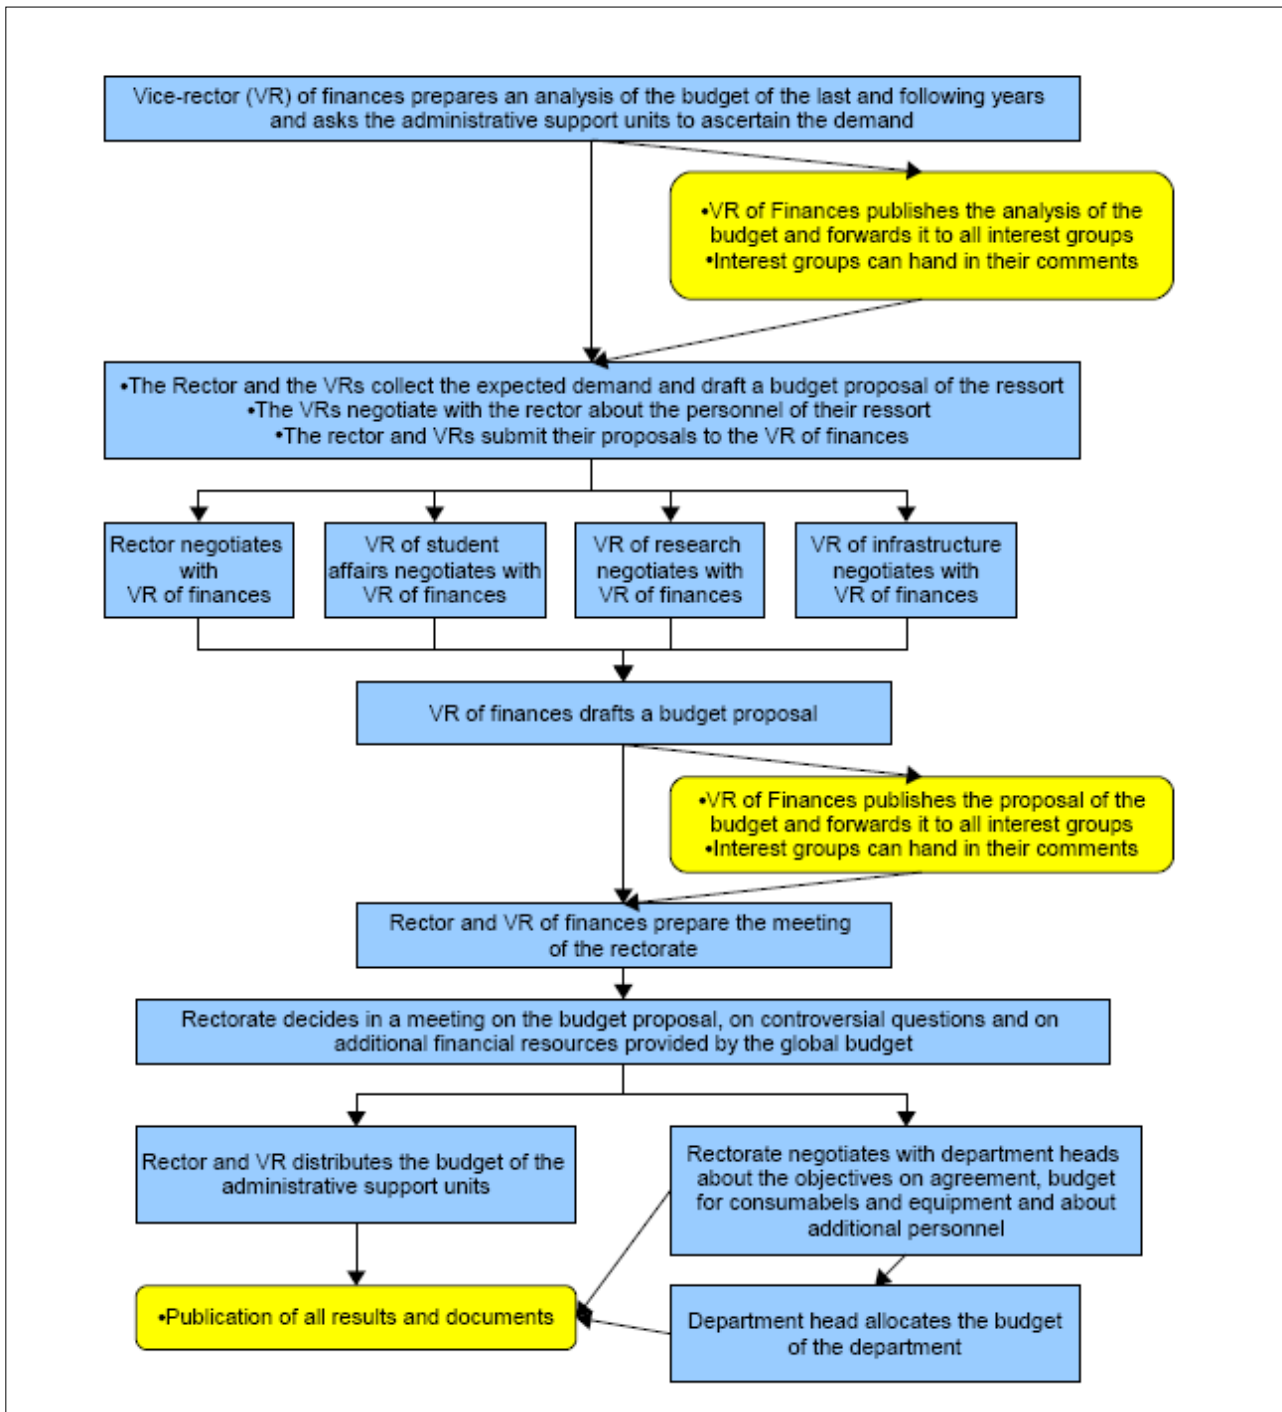 Vice-rector (VR) of finances prepares an analysis of the budget of the last and following years
and asks the administrative support units to ascertain the demand
•VR of Finances publishes the analysis of the
budget and forwards it to all interest groups
•Interest groups can hand in their comments
•The Rector and the VRs collect the expected demand and draft a budget proposal of the ressort
•The VRs negotiate with the rector about the personnel of their ressort
•The rector and VRs submit their proposals to the VR of finances
Rector negotiates
with
VR of finances
VR of student
affairs negotiates with
VR of finances
VR of research
negotiates with
VR of finances
VR of infrastructure
negotiates with
VR of finances
VR of finances drafts a budget proposal
•VR of Finances publishes the proposal of the
budget and forwards it to all interest groups
•Interest groups can hand in their comments
Rector and VR of finances prepare the meeting
of the rectorate
Rectorate decides in a meeting on the budget proposal, on controversial questions and on
additional financial resources provided by the global budget
Rector and VR distributes the budget of the
administrative support units
Rectorate negotiates with department heads
about the objectives on agreement, budget
for consumabels and equipment and about
additional personnel
•Publication of all results and documents
Department head allocates the budget
of the department